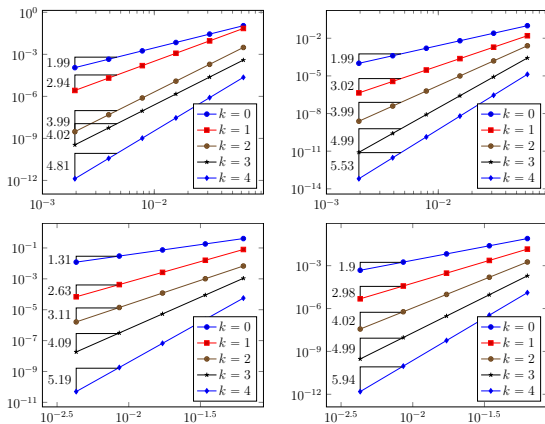 10^0
10^-3
10^-6
10^-9
10^-12
1.99
2.94
3.99
4.02
4.81
k = 0
k = 1
k = 2
k = 3
k = 4
10^-3
10^-2
10^-2
10^-5
10^-8
10^-11
10^-14
1.99
3.02
3.99
4.99
5.53
k = 0
k = 1
k = 2
k = 3
k = 4
10^-3
10^-2
10^-1
10^-3
10^-5
10^-7
10^-9
10^-11
1.31
2.63
3.11
4.09
5.19
k = 0
k = 1
k = 2
k = 3
k = 4
10^-2.5
10^-2
10^-1.5
10^0
10^-3
10^-6
10^-9
10^-12
1.9
2.98
4.02
4.99
5.94
k = 0
k = 1
k = 2
k = 3
k = 4
10^-2.5
10^-2
10^-1.5